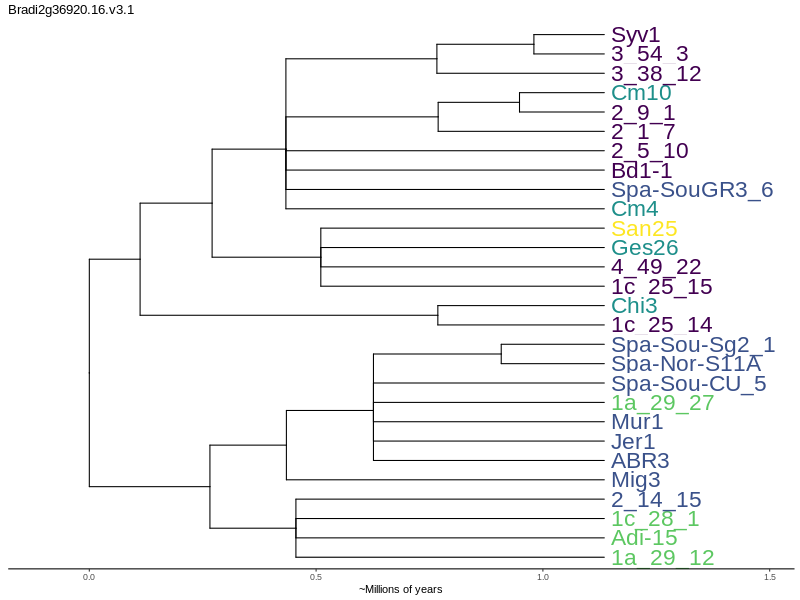 Bradi2g36920.16.v3.1
Syv1
3_54_3
3_38_12
Cm10
2_9_1
2_1_7
2_5_10
Bd1-1
Spa-SouGR3_6
Cm4
San25
Ges26
4_49_22
1c_25_15
Chi3
1c_25_14
Spa-Sou-Sg2_1
Spa-Nor-S11A
Spa-Sou-CU_5
1a_29_27
Mur1
Jer1
ABR3
Mig3
2_14_15
1c_28_1
Adi-15
1a_29_12
0.0 0.5 1.0 1.5
~Millions of years